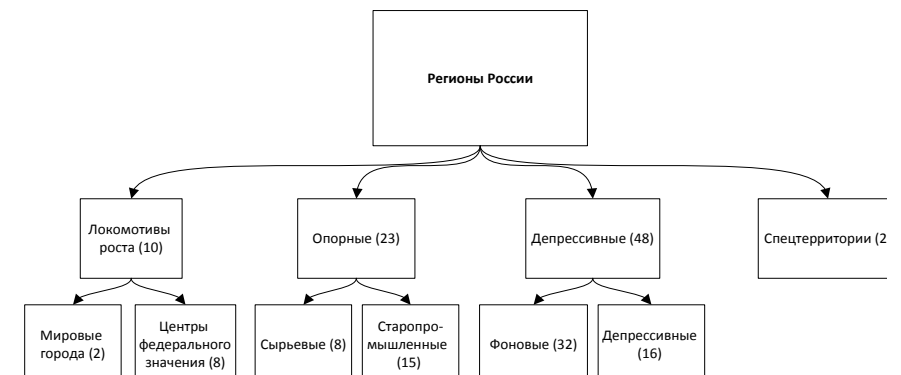 Регионы России
Локомотивы
роста (10)
Опорные (23)
Депрессивные (48)
Спецтерритории (2
Мировые
города (2)
Центры
федерального
значения (8)
Сырьевые (8)
Старопро-
мышленные
(15)
Фоновые (32)
Депрессивные
(16)